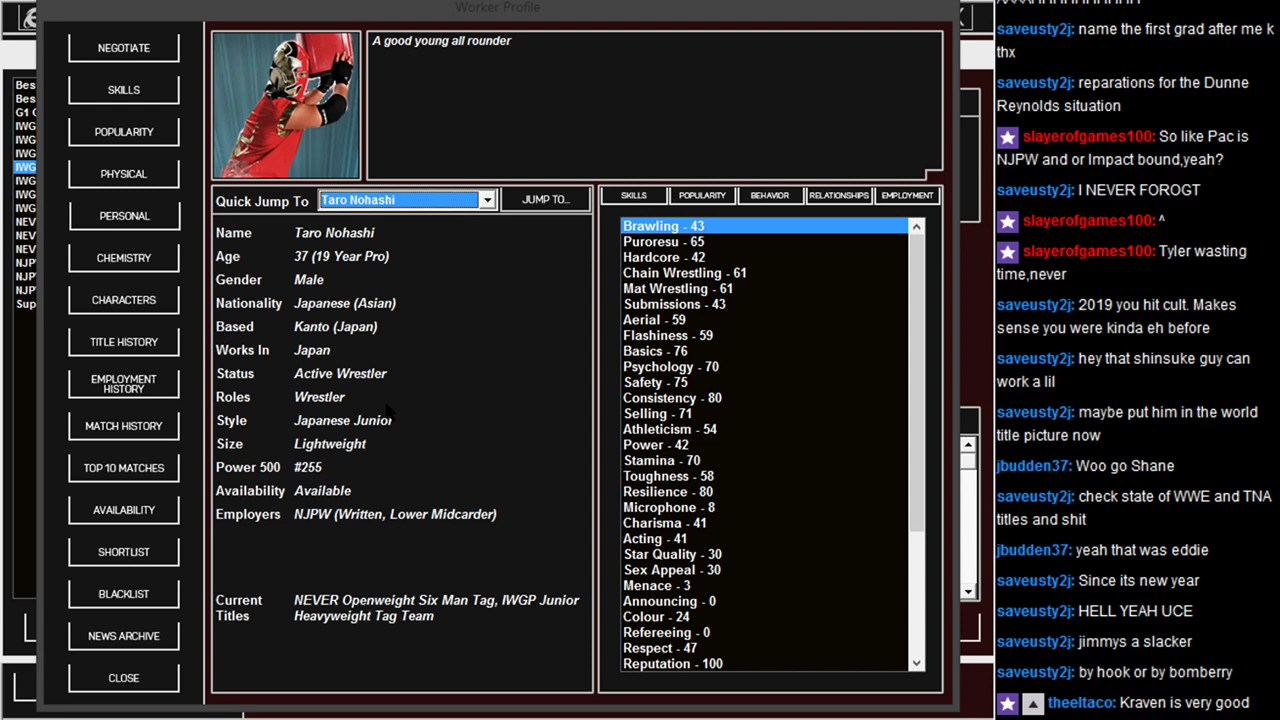 Worker Profile
NEGOTIATE
SKILLS
POPULARITY
PHYSICAL
PERSONAL
CHEMISTRY
CHARACTERS
TITLE HISTORY
EMPLOYMENT
HISTORY
MATCH HISTORY
TOP 10 MATCHES
AVAILABILITY
SHORTLIST
BLACKLIST
NEWS ARCHIVE
CLOSE
Bes
Bes
G1
IWG
IWG
IWG
IWG
IWG
IWG
NEV
NEV
NEV
NJP
NJP
Sup
A good young all rounder
Quick Jump To
Taro Nohashi
JUMP TO...
Name Taro Nohashi
Age 37 (19 Year Pro)
Gender Male
Nationality Japanese (Asian)
Based Kanto (Japan)
Works In Japan
Status Active Wrestler
Roles Wrestler
Style Japanese Junior
Size Lightweight
Power 500 #255
Availability Available
Employers NJPW (Written, Lower Midcarder)
Current Titles NEVER Openweight Six Man Tag, IWGP Junior
Heavyweight Tag Team
SKILLS
POPULARITY
BEHAVIOR
RELATIONSHIPS
EMPLOYMENT
Brawling - 43
Puroresu - 65
Hardcore - 42
Chain Wrestling - 61
Mat Wrestling - 61
Submissions - 43
Aerial - 59
Flashiness - 59
Basics - 76
Psychology - 70
Safety - 75
Consistency - 80
Selling - 71
Athleticism - 54
Power - 42
Stamina - 70
Toughness - 58
Resilience - 80
Microphone - 8
Charisma - 41
Acting - 41
Star Quality - 30
Sex Appeal - 30
Menace - 3
Announcing - 0
Colour - 24
Refereeing - 0
Respect - 47
Reputation - 100
saveusty2j: name the first grad after me k
thx
saveusty2j: reparations for the Dunne
Reynolds situation
slayerofgames100: So like Pac is
NJPW and or Impact bound,yeah?
saveusty2j: I NEVER FOROGT
slayerofgames100: ^
slayerofgames100: Tyler wasting
time,never
saveusty2j: 2019 you hit cult. Makes
sense you were kinda eh before
saveusty2j: hey that shinsuke guy can
work a lil
saveusty2j: maybe put him in the world
title picture now
jbudden37: Woo go Shane
saveusty2j: check state of WWE and TNA
titles and shit
jbudden37: yeah that was eddie
saveusty2j: Since its new year
saveusty2j: HELL YEAH UCE
saveusty2j: jimmys a slacker
saveusty2j: by hook or by bomberry
theeltaco: Kraven is very good